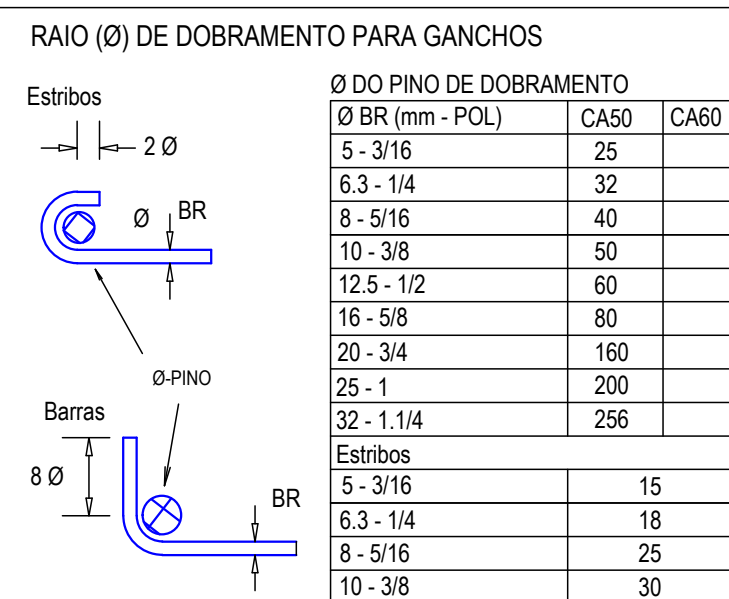 RAIO (Ø) DE DOBRAMENTO PARA GANCHOS
Estribos
2 Ø
Ø BR
Ø-PINO
Barras
8 Ø
BR
Ø DO PINO DE DOBRAMENTO
Ø BR (mm - POL) CA50 CA60
5 - 3/16 25
6.3 - 1/4 32
8 - 5/16 40
10 - 3/8 50
12.5 - 1/2 60
16 - 5/8 80
20 - 3/4 160
25 - 1 200
32 - 1.1/4 256
Estribos
5 - 3/16 15
6.3 - 1/4 18
8 - 5/16 25
10 - 3/8 30